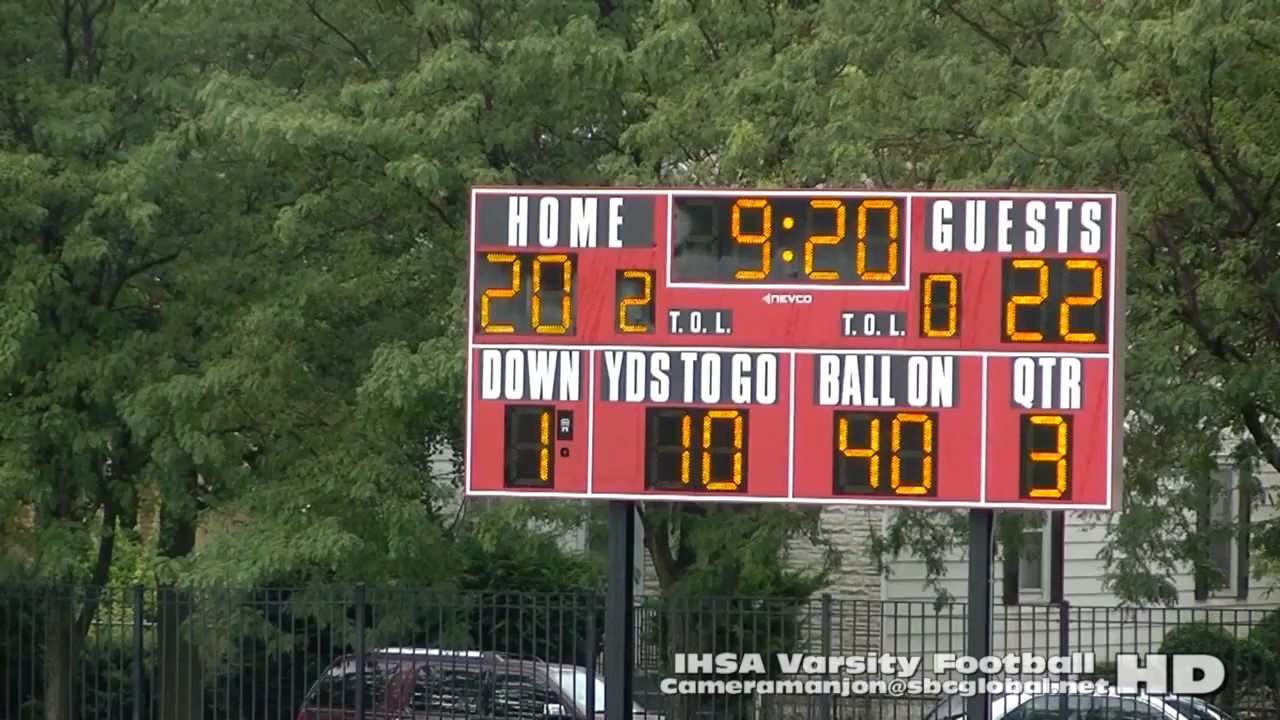 HOME 9:20 GUESTS
20 2 T.O.L. NEVCO T.O.L. 0 22
DOWN YDS TO GO BALL ON QTR
1 10 40 3
IHSA Varsity Football HD
Cameramanjon@sbcglobal.net